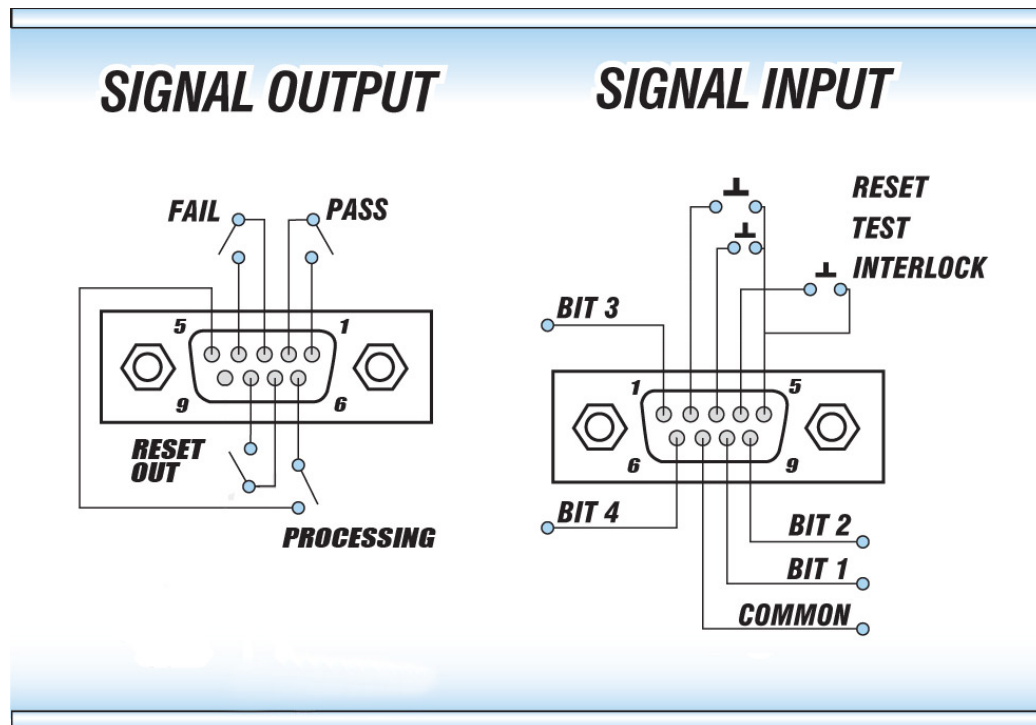 SIGNAL OUTPUT
FAIL
PASS
5
1
9
6
RESET
OUT
PROCESSING
SIGNAL INPUT
RESET
TEST
INTERLOCK
BIT 3
1
5
6
9
BIT 4
BIT 2
BIT 1
COMMON